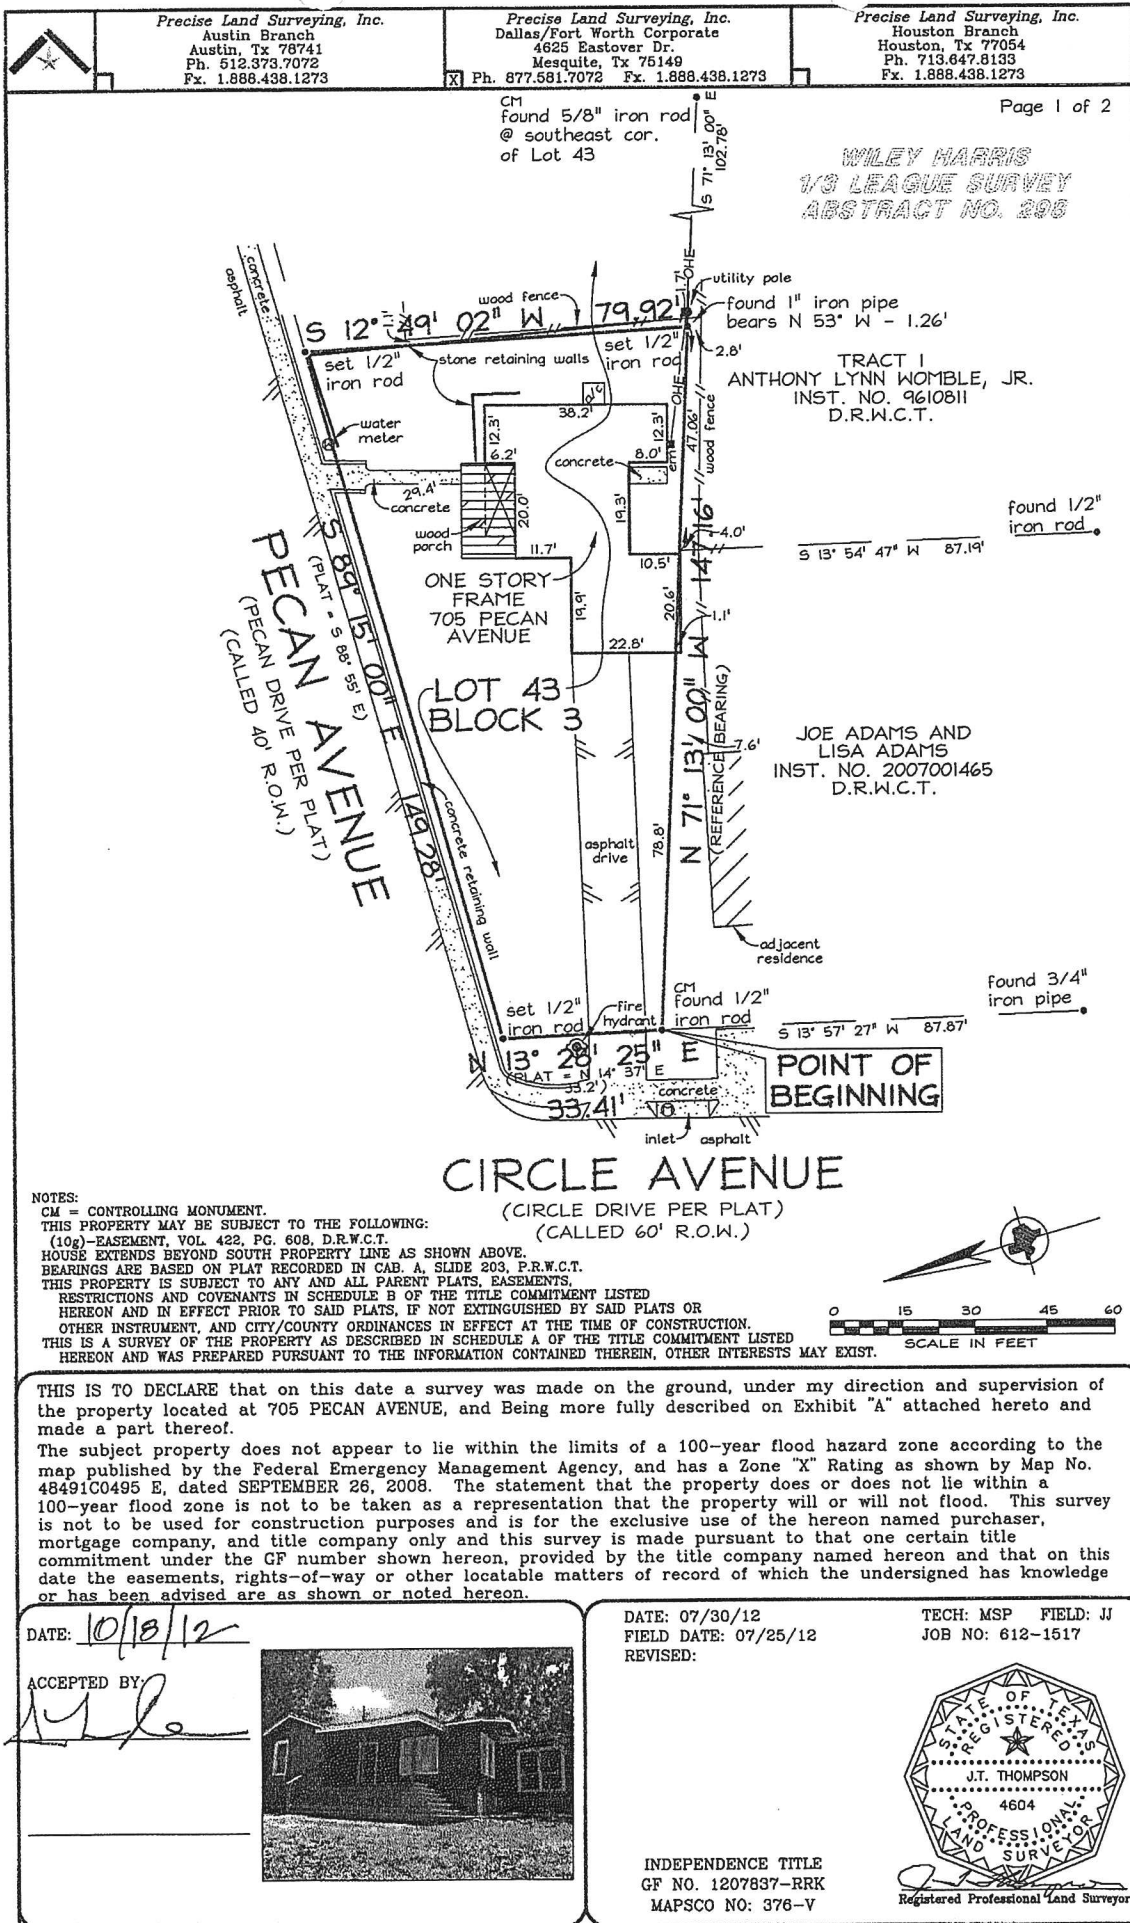 Precise Land Surveying, Inc.
Austin Branch
Austin, Tx 78741
Ph. 512.373.7072
Fx. 1.888.438.1273
Precise Land Surveying, Inc.
Dallas/Fort Worth Corporate
4625 Eastover Dr.
Mesquite, Tx 75149
X Ph. 877.581.7072 Fx. 1.888.438.1273
Precise Land Surveying, Inc.
Houston Branch
Houston, Tx 77054
Ph. 713.647.8133
Fx. 1.888.438.1273
Page 1 of 2
CM
found 5/8" iron rod
@ southeast cor.
of Lot 43
S 71° 13' 00" E
102.78'
WILEY HARRIS
1/3 LEAGUE SURVEY
ABSTRACT NO. 298
concrete
asphalt
OHE
1.7'
utility pole
wood fence
found 1" iron pipe
bears N 53° W - 1.26'
S 12° 49' 02" W 79.92'
2.8'
set 1/2"
iron rod
stone retaining walls
set 1/2"
iron rod
TRACT 1
ANTHONY LYNN WOMBLE, JR.
INST. NO. 9610811
D.R.W.C.T.
a/c
38.2'
OHE
47.06'
wood fence
water
meter
12.3'
12.3'
em
6.2'
concrete
8.0'
29.4'
concrete
20.0'
19.3'
wood
porch
found 1/2"
iron rod
4.0'
S 13° 54' 47" W 87.19'
11.7'
10.5'
ONE STORY
FRAME
705 PECAN
AVENUE
19.9'
20.6'
1.1'
22.8'
PECAN AVENUE
(PECAN DRIVE PER PLAT)
(CALLED 40' R.O.W.)
S 89° 15' 00" E 149.28'
(PLAT = S 88° 55' E)
LOT 43
BLOCK 3
N 71° 13' 00" W 147.16'
(REFERENCE BEARING)
7.6'
JOE ADAMS AND
LISA ADAMS
INST. NO. 2007001465
D.R.W.C.T.
concrete retaining wall
asphalt
drive
78.8'
adjacent
residence
set 1/2"
iron rod
fire
hydrant
CM
found 1/2"
iron rod
found 3/4"
iron pipe
S 13° 57' 27" W 87.87'
N 13° 28' 25" E
(PLAT = N 14° 37' E
33.2')
33.41'
POINT OF
BEGINNING
concrete
inlet
asphalt
CIRCLE AVENUE
(CIRCLE DRIVE PER PLAT)
(CALLED 60' R.O.W.)
NOTES:
CM = CONTROLLING MONUMENT.
THIS PROPERTY MAY BE SUBJECT TO THE FOLLOWING:
(10g)-EASEMENT, VOL. 422, PG. 608, D.R.W.C.T.
HOUSE EXTENDS BEYOND SOUTH PROPERTY LINE AS SHOWN ABOVE.
BEARINGS ARE BASED ON PLAT RECORDED IN CAB. A, SLIDE 203, P.R.W.C.T.
THIS PROPERTY IS SUBJECT TO ANY AND ALL PARENT PLATS, EASEMENTS,
RESTRICTIONS AND COVENANTS IN SCHEDULE B OF THE TITLE COMMITMENT LISTED
HEREON AND IN EFFECT PRIOR TO SAID PLATS, IF NOT EXTINGUISHED BY SAID PLATS OR
OTHER INSTRUMENT, AND CITY/COUNTY ORDINANCES IN EFFECT AT THE TIME OF CONSTRUCTION.
THIS IS A SURVEY OF THE PROPERTY AS DESCRIBED IN SCHEDULE A OF THE TITLE COMMITMENT LISTED
HEREON AND WAS PREPARED PURSUANT TO THE INFORMATION CONTAINED THEREIN, OTHER INTERESTS MAY EXIST.
0 15 30 45 60
SCALE IN FEET
THIS IS TO DECLARE that on this date a survey was made on the ground, under my direction and supervision of
the property located at 705 PECAN AVENUE, and Being more fully described on Exhibit "A" attached hereto and
made a part thereof.
The subject property does not appear to lie within the limits of a 100-year flood hazard zone according to the
map published by the Federal Emergency Management Agency, and has a Zone "X" Rating as shown by Map No.
48491C0495 E, dated SEPTEMBER 26, 2008. The statement that the property does or does not lie within a
100-year flood zone is not to be taken as a representation that the property will or will not flood. This survey
is not to be used for construction purposes and is for the exclusive use of the hereon named purchaser,
mortgage company, and title company only and this survey is made pursuant to that one certain title
commitment under the GF number shown hereon, provided by the title company named hereon and that on this
date the easements, rights-of-way or other locatable matters of record of which the undersigned has knowledge
or has been advised are as shown or noted hereon.
DATE: 10/18/12
ACCEPTED BY:
DATE: 07/30/12
FIELD DATE: 07/25/12
REVISED:
TECH: MSP FIELD: JJ
JOB NO: 612-1517
STATE OF TEXAS
REGISTERED
J.T. THOMPSON
4604
PROFESSIONAL
LAND SURVEYOR
INDEPENDENCE TITLE
GF NO. 1207837-RRK
MAPSCO NO: 376-V
Registered Professional Land Surveyor